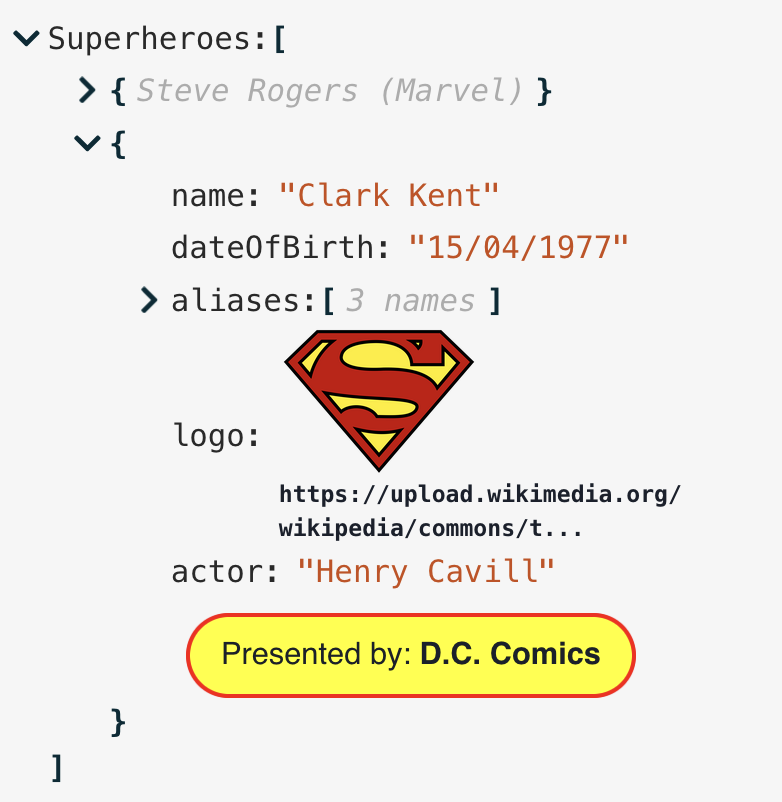 Superheroes:[
{ Steve Rogers (Marvel) }
{
name: "Clark Kent"
dateOfBirth: "15/04/1977"
aliases:[ 3 names ]
S
logo:
https://upload.wikimedia.org/
wikipedia/commons/t...
actor: "Henry Cavill"
Presented by: D.C. Comics
}
]